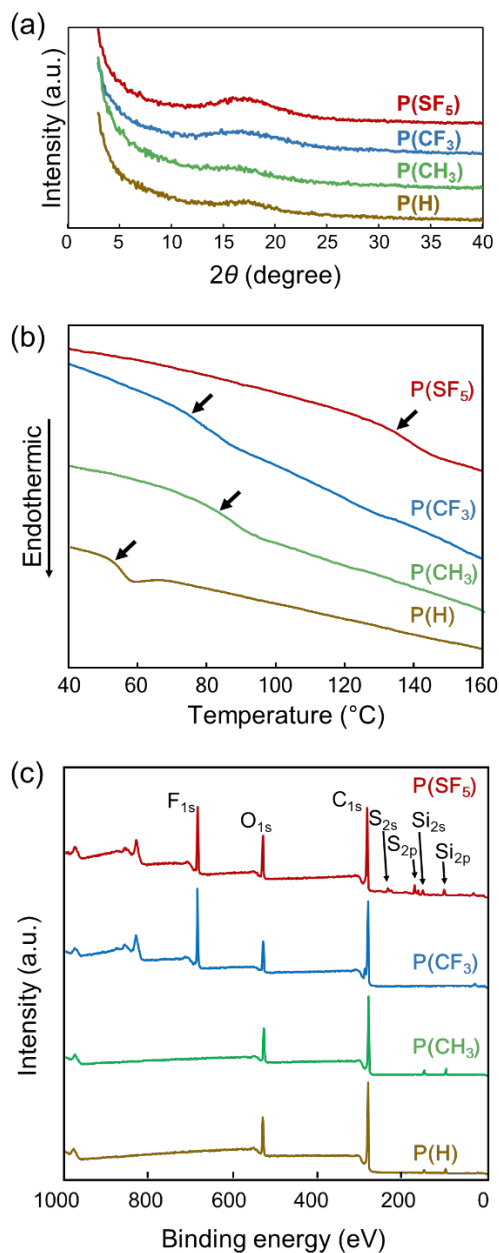 (a)
Intensity (a.u.)
P(SF₅)
P(CF₃)
P(CH₃)
P(H)
0 5 10 15 20 25 30 35 40
2θ (degree)
(b)
Endothermic
P(SF₅)
P(CF₃)
P(CH₃)
P(H)
40 60 80 100 120 140 160
Temperature (°C)
(c)
Intensity (a.u.)
P(SF₅)
F₁ₛ
O₁ₛ
C₁ₛ
S₂ₛ
S₂ₚ
Si₂ₛ
Si₂ₚ
P(CF₃)
P(CH₃)
P(H)
1000 800 600 400 200 0
Binding energy (eV)